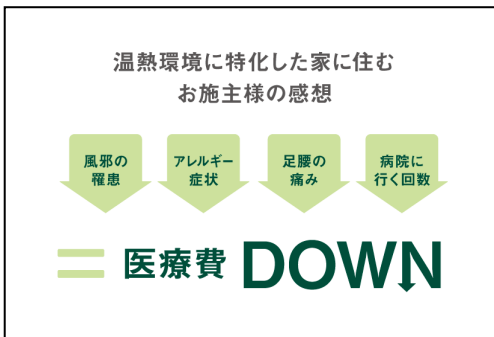 温熱環境に特化した家に住む
お施主様の感想
風邪の
罹患
アレルギー
症状
足腰の
痛み
病院に
行く回数
= 医療費 DOWN